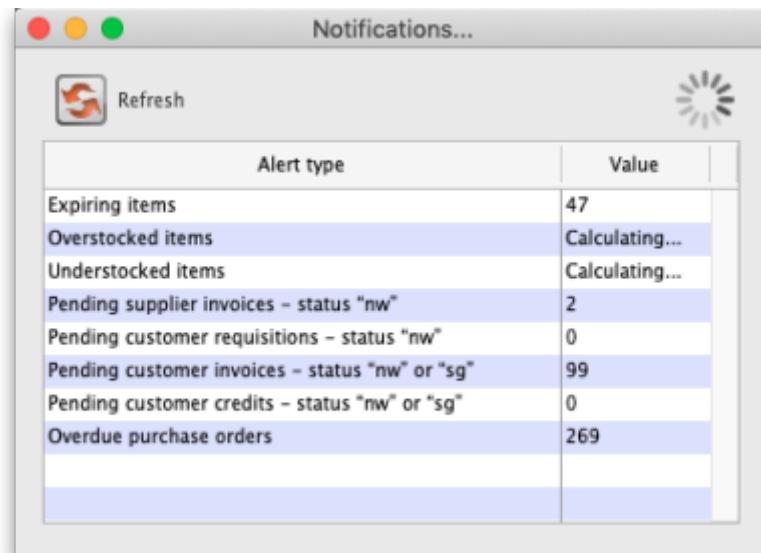 Notifications...
Refresh
Alert type Value
Expiring items 47
Overstocked items Calculating...
Understocked items Calculating...
Pending supplier invoices – status “nw” 2
Pending customer requisitions – status “nw” 0
Pending customer invoices – status “nw” or “sg” 99
Pending customer credits – status “nw” or “sg” 0
Overdue purchase orders 269